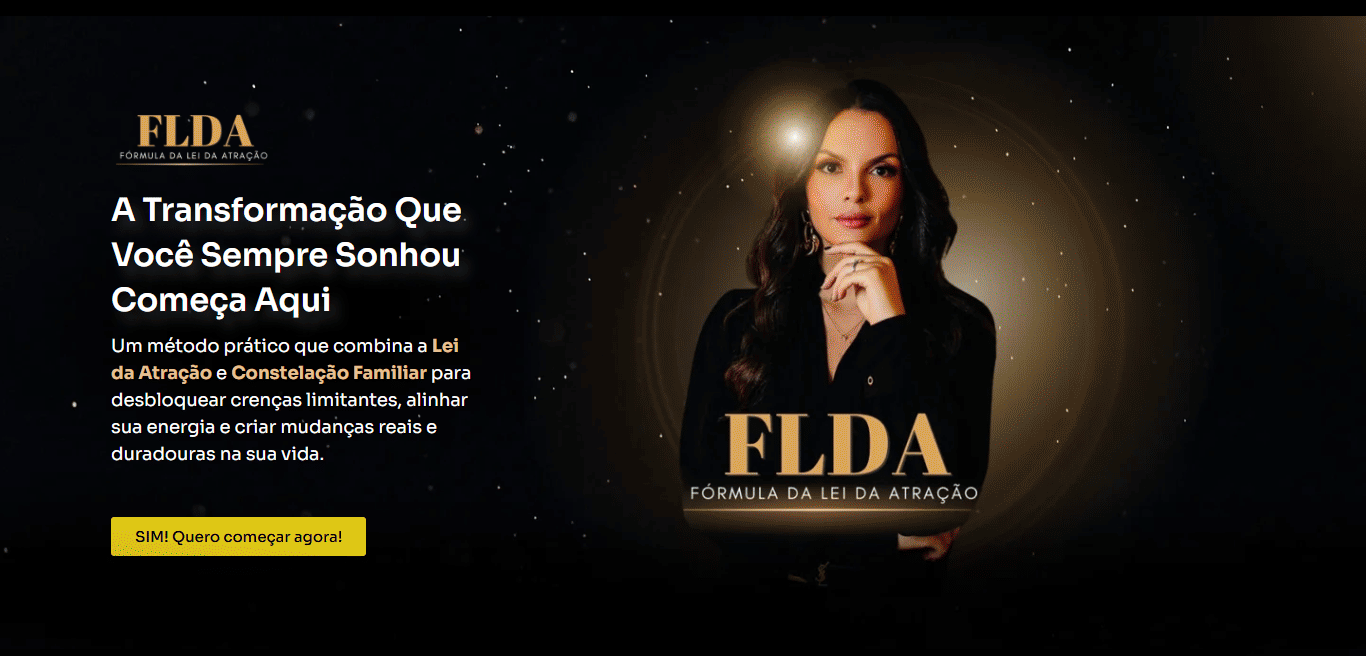 FLDA
FÓRMULA DA LEI DA ATRAÇÃO
A Transformação Que
Você Sempre Sonhou
Começa Aqui
Um método prático que combina a Lei
da Atração e Constelação Familiar para
desbloquear crenças limitantes, alinhar
sua energia e criar mudanças reais e
duradouras na sua vida.
SIM! Quero começar agora!
FLDA
FÓRMULA DA LEI DA ATRAÇÃO